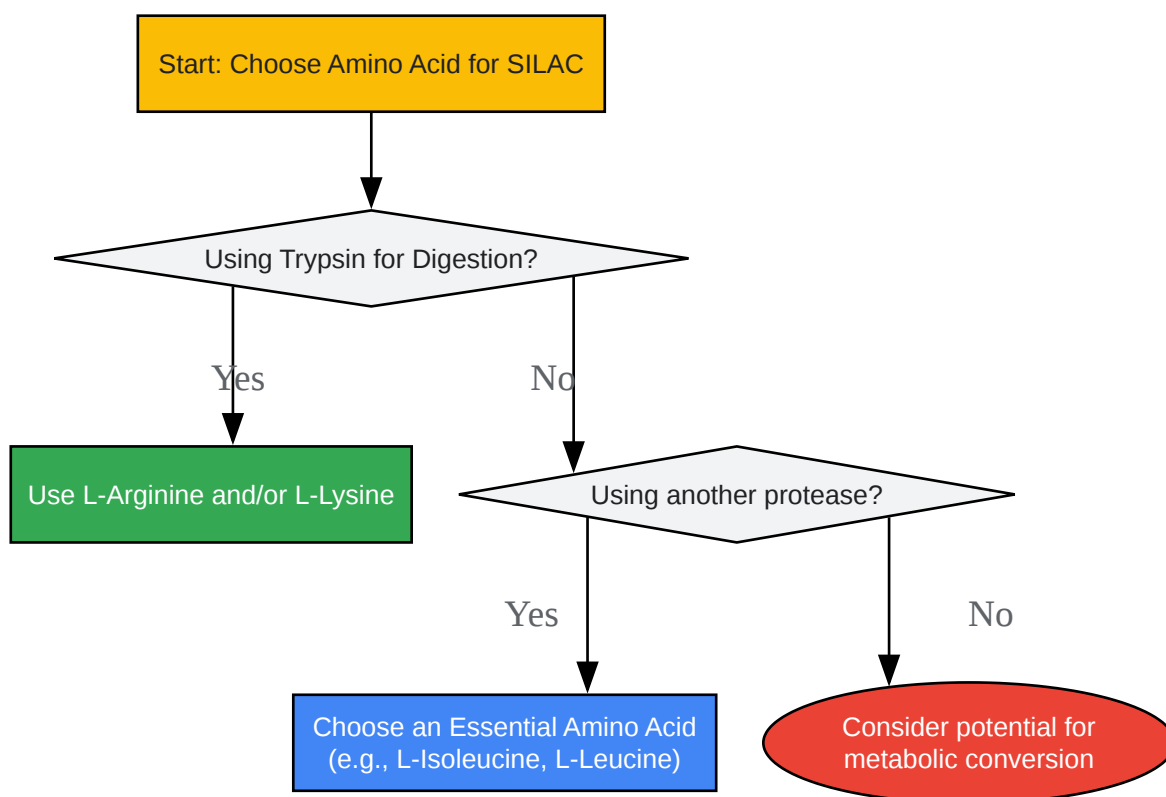 Start: Choose Amino Acid for SILAC
Using Trypsin for Digestion?
Yes
No
Use L-Arginine and/or L-Lysine
Using another protease?
Yes
No
Choose an Essential Amino Acid
(e.g., L-Isoleucine, L-Leucine)
Consider potential for
metabolic conversion